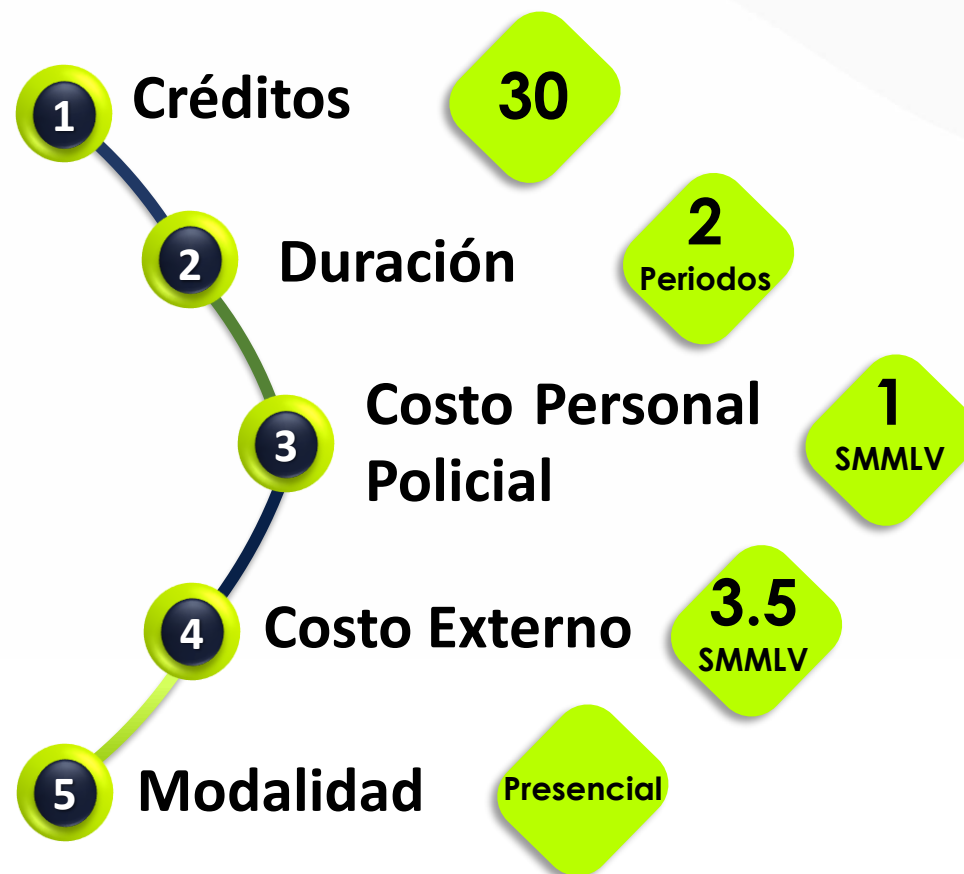 1
Créditos
30
2
Duración
2
Periodos
3
Costo Personal
Policial
1
SMMLV
4
Costo Externo
3.5
SMMLV
5
Modalidad
Presencial